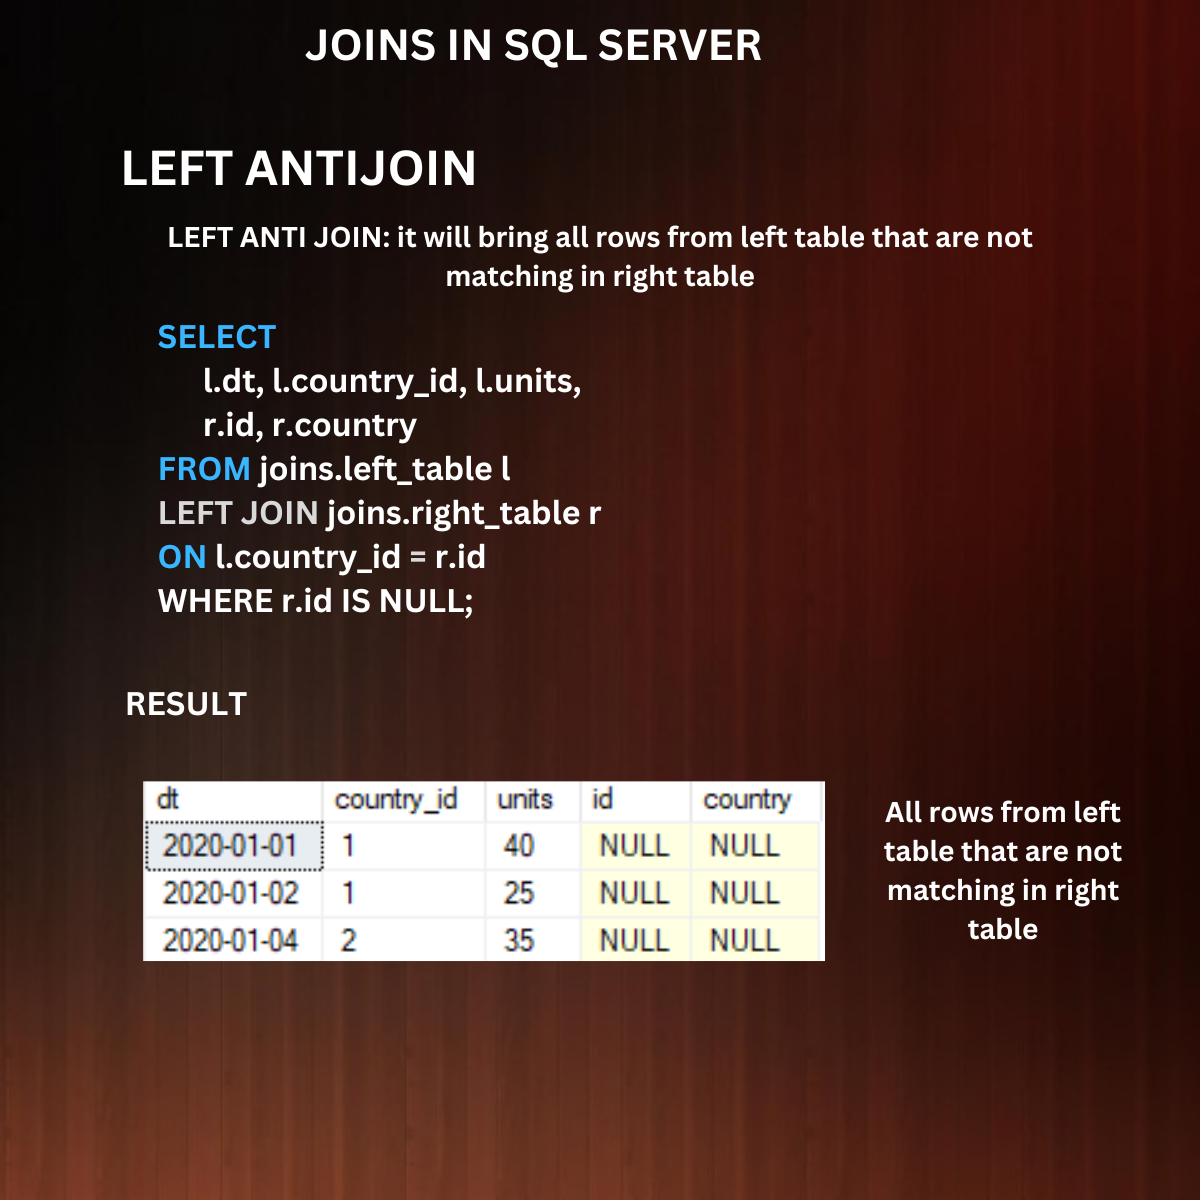 JOINS IN SQL SERVER
LEFT ANTIJOIN
LEFT ANTI JOIN: it will bring all rows from left table that are not
matching in right table
SELECT
l.dt, l.country_id, l.units,
r.id, r.country
FROM joins.left_table l
LEFT JOIN joins.right_table r
ON l.country_id = r.id
WHERE r.id IS NULL;
RESULT
dt country_id units id country
2020-01-01 1 40 NULL NULL
2020-01-02 1 25 NULL NULL
2020-01-04 2 35 NULL NULL
All rows from left
table that are not
matching in right
table